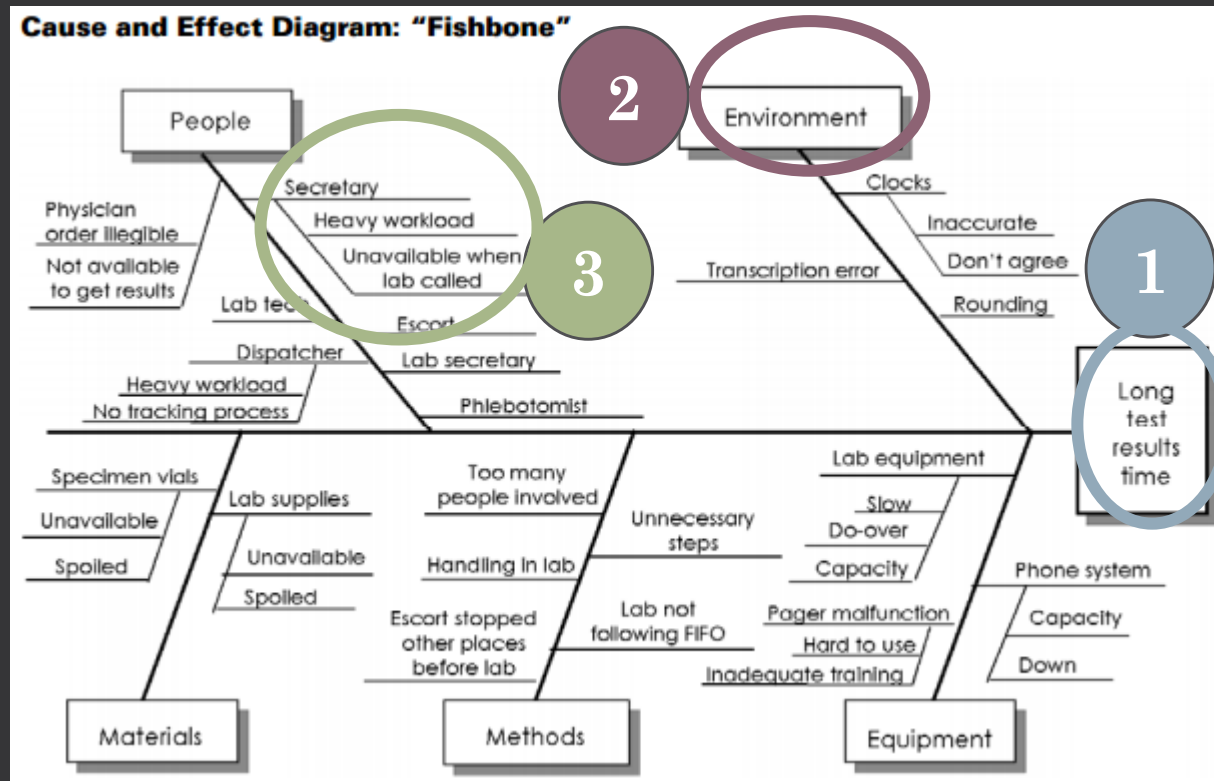 Cause and Effect Diagram: “Fishbone”
2
People
Environment
Secretary
Heavy workload
Unavailable when
lab called
3
Physician
order illegible
Not available
to get results
Lab tech
Escort
Dispatcher
Heavy workload
No tracking process
Lab secretary
Phlebotomist
Clocks
Inaccurate
Don’t agree
Transcription error
Rounding
1
Long
test
results
time
Specimen vials
Unavailable
Spoiled
Lab supplies
Unavailable
Spoiled
Too many
people involved
Unnecessary
steps
Handling in lab
Escort stopped
other places
before lab
Lab not
following FIFO
Lab equipment
Slow
Do-over
Capacity
Pager malfunction
Hard to use
Inadequate training
Phone system
Capacity
Down
Materials
Methods
Equipment